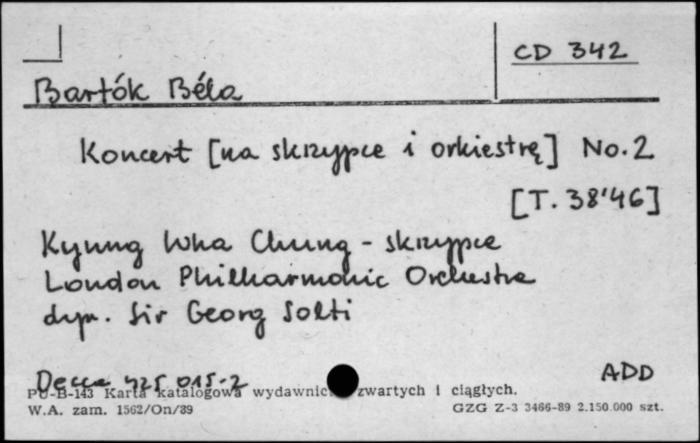 CD 342
Bartók Béla
Koncert [na skrzypce i orkiestrę] No. 2
[T. 38'46]
Kyung Wha Chung - skrzypce
London Philharmonic Orchestra
dyr. Sir Georg Solti
Decca 425 015-2
ADD
PU-B-143 Karta katalogowa wydawnic zwartych i ciągłych.
W.A. zam. 1562/On/89
GZG Z-3 3466-89 2.150.000 szt.